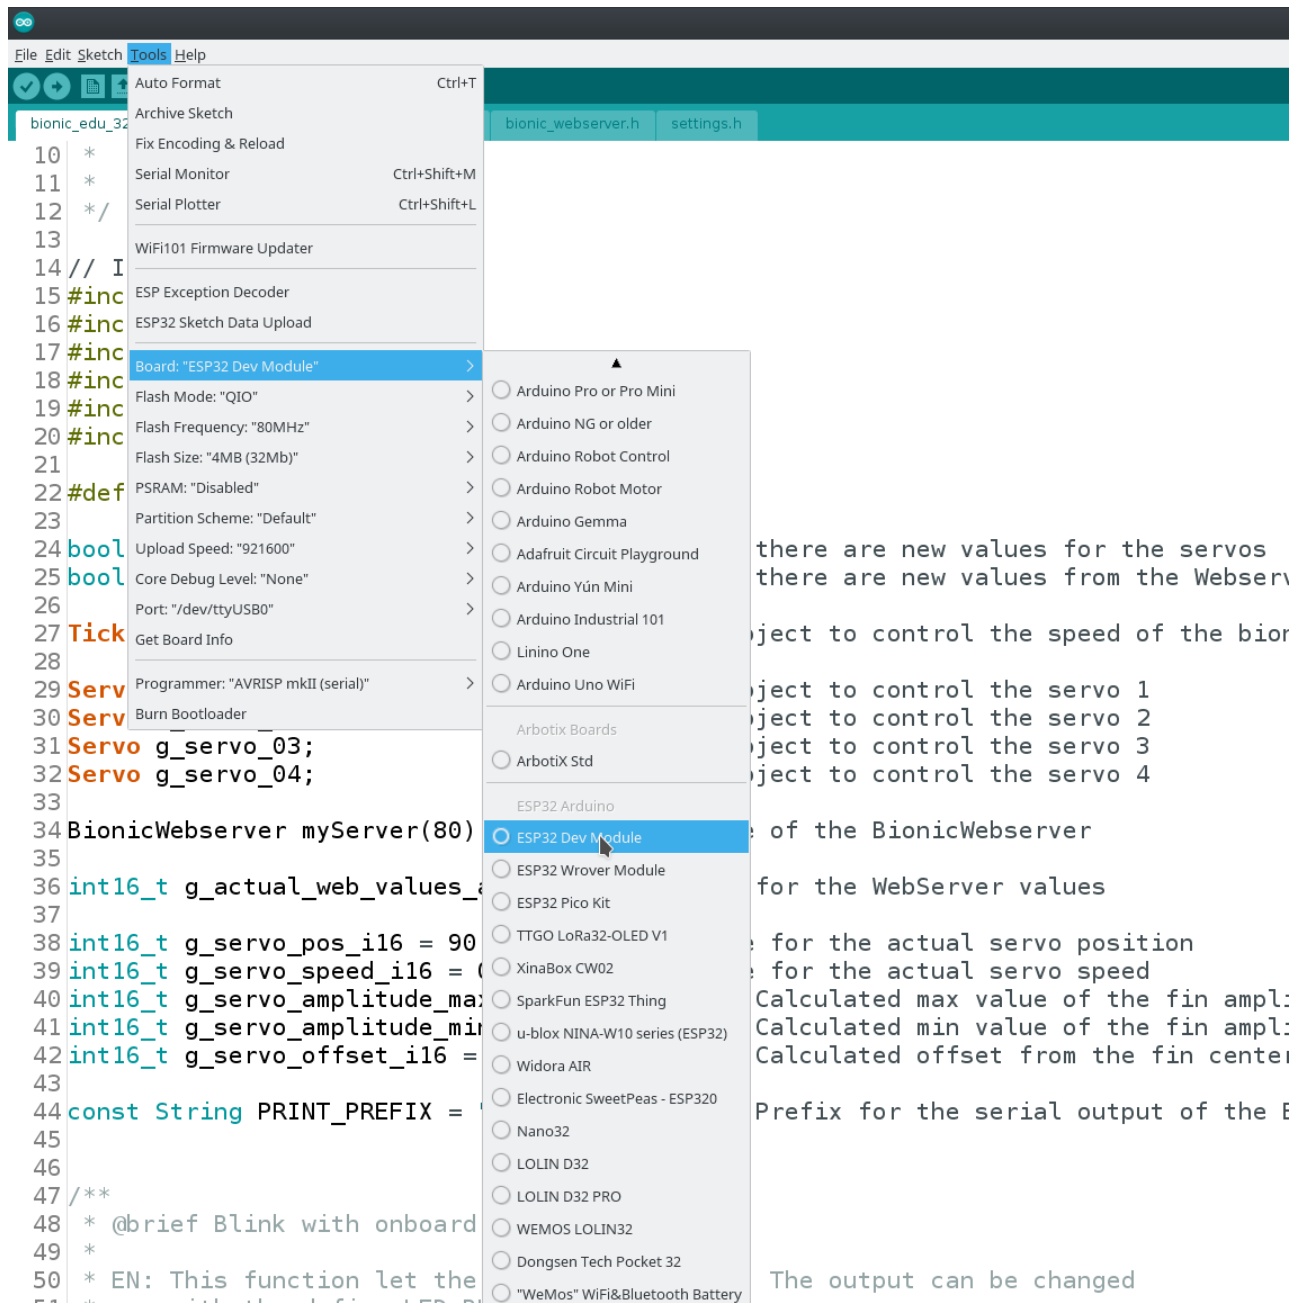 File Edit Sketch Tools Help
bionic_edu_32
bionic_webserver.h
settings.h
Auto Format Ctrl+T
Archive Sketch
Fix Encoding & Reload
Serial Monitor Ctrl+Shift+M
Serial Plotter Ctrl+Shift+L
WiFi101 Firmware Updater
ESP Exception Decoder
ESP32 Sketch Data Upload
Board: "ESP32 Dev Module"
Flash Mode: "QIO"
Flash Frequency: "80MHz"
Flash Size: "4MB (32Mb)"
PSRAM: "Disabled"
Partition Scheme: "Default"
Upload Speed: "921600"
Core Debug Level: "None"
Port: "/dev/ttyUSB0"
Get Board Info
Programmer: "AVRISP mkII (serial)"
Burn Bootloader
Arduino Pro or Pro Mini
Arduino NG or older
Arduino Robot Control
Arduino Robot Motor
Arduino Gemma
Adafruit Circuit Playground
Arduino Yún Mini
Arduino Industrial 101
Linino One
Arduino Uno WiFi
Arbotix Boards
ArbotiX Std
ESP32 Arduino
ESP32 Dev Module
ESP32 Wrover Module
ESP32 Pico Kit
TTGO LoRa32-OLED V1
XinaBox CW02
SparkFun ESP32 Thing
u-blox NINA-W10 series (ESP32)
Widora AIR
Electronic SweetPeas - ESP320
Nano32
LOLIN D32
LOLIN D32 PRO
WEMOS LOLIN32
Dongsen Tech Pocket 32
"WeMos" WiFi&Bluetooth Battery
10 *
11 *
12 */
13
14 // I
15 #inc
16 #inc
17 #inc
18 #inc
19 #inc
20 #inc
21
22 #def
23
24 bool there are new values for the servos
25 bool there are new values from the Webserv
26
27 Tick ject to control the speed of the bion
28
29 Serv ject to control the servo 1
30 Serv ject to control the servo 2
31 Servo g_servo_03; ject to control the servo 3
32 Servo g_servo_04; ject to control the servo 4
33
34 BionicWebserver myServer(80) of the BionicWebserver
35
36 int16_t g_actual_web_values_a for the WebServer values
37
38 int16_t g_servo_pos_i16 = 90 for the actual servo position
39 int16_t g_servo_speed_i16 = 0 for the actual servo speed
40 int16_t g_servo_amplitude_max Calculated max value of the fin ampli
41 int16_t g_servo_amplitude_min Calculated min value of the fin ampli
42 int16_t g_servo_offset_i16 = Calculated offset from the fin center
43
44 const String PRINT_PREFIX = Prefix for the serial output of the B
45
46
47 /**
48 * @brief Blink with onboard
49 *
50 * EN: This function let the The output can be changed